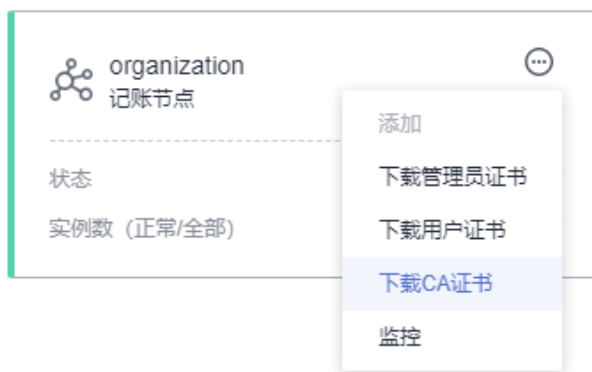 organization
记账节点
添加
状态
下载管理员证书
实例数 (正常/全部)
下载用户证书
下载CA证书
监控